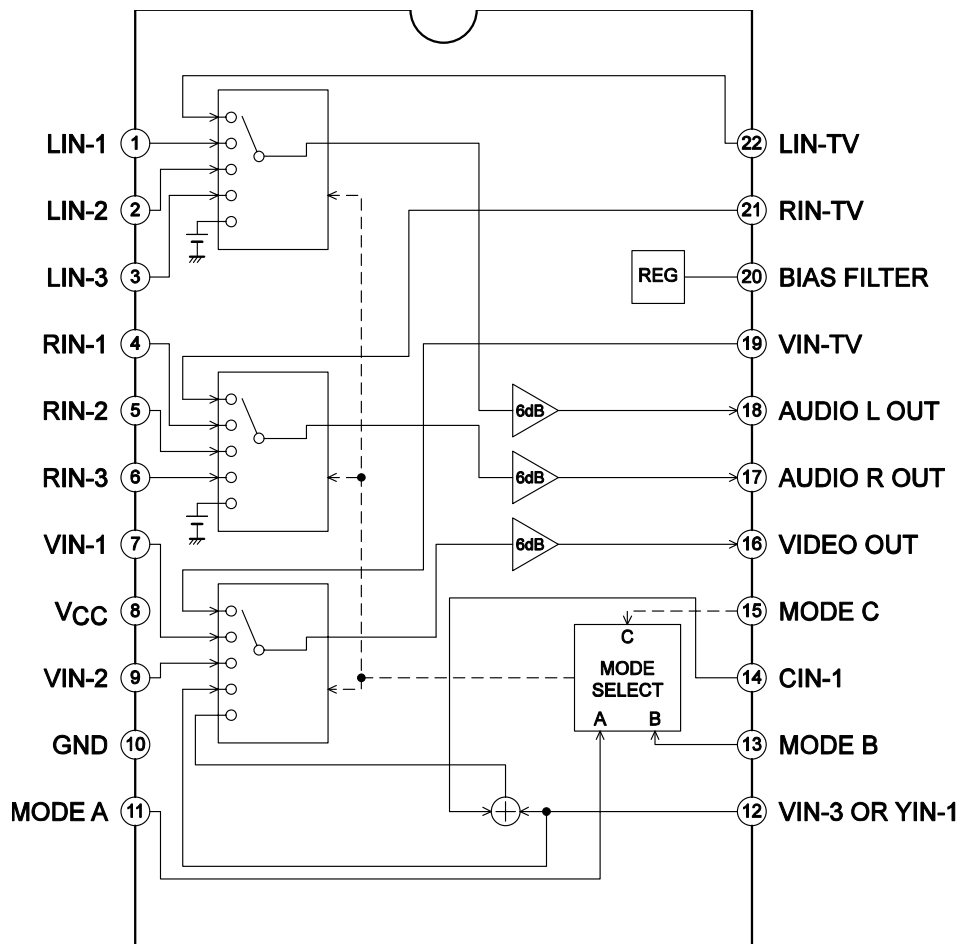 LIN-1 1
22 LIN-TV
LIN-2 2
21 RIN-TV
LIN-3 3
REG
20 BIAS FILTER
RIN-1 4
19 VIN-TV
RIN-2 5
6dB
18 AUDIO L OUT
RIN-3 6
6dB
17 AUDIO R OUT
VIN-1 7
6dB
16 VIDEO OUT
VCC 8
15 MODE C
C
MODE
SELECT
A B
VIN-2 9
14 CIN-1
GND 10
13 MODE B
MODE A 11
12 VIN-3 OR YIN-1